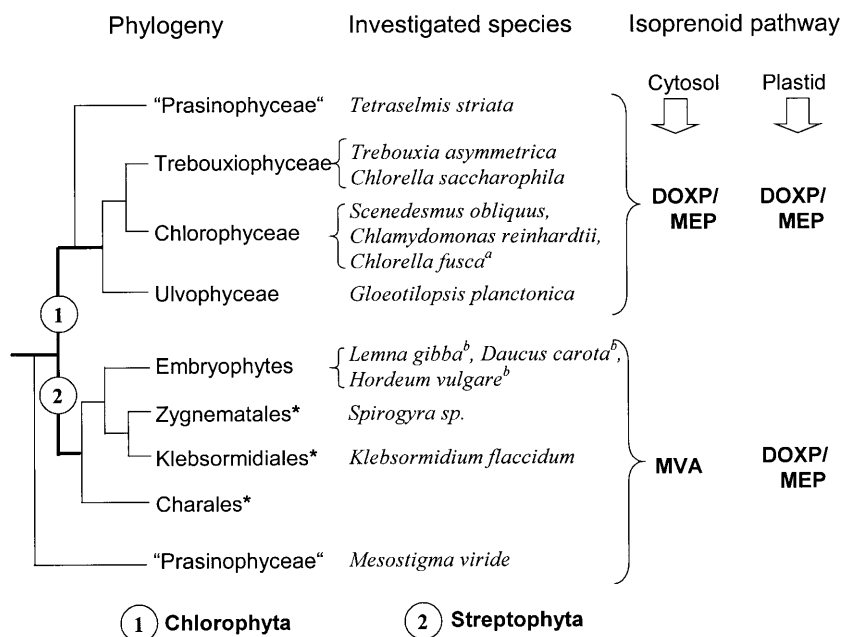 Phylogeny Investigated species Isoprenoid pathway
Cytosol Plastid
"Prasinophyceae" Tetraselmis striata
Trebouxiophyceae Trebouxia asymmetrica
Chlorella saccharophila
DOXP/ DOXP/
MEP MEP
Chlorophyceae Scenedesmus obliquus,
Chlamydomonas reinhardtii,
Chlorella fusca^a
Ulvophyceae Gloeotilopsis planctonica
1
2
Embryophytes Lemna gibba^b, Daucus carota^b,
Hordeum vulgare^b
Zygnematales* Spirogyra sp.
Klebsormidiales* Klebsormidium flaccidum
MVA DOXP/
MEP
Charales*
"Prasinophyceae" Mesostigma viride
1 Chlorophyta 2 Streptophyta